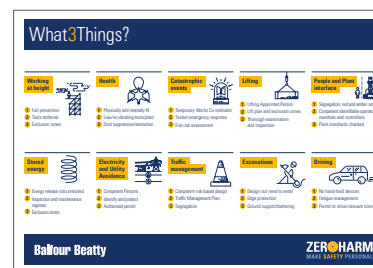 What3Things?
Working
at height
1 Fall prevention
2 Tools tethered
3 Exclusion zones
Health
1 Physically and mentally fit
2 Low/no vibrating tools/plant
3 Dust suppression/extraction
Catastrophic
events
1 Temporary Works Co-ordinator
2 Tested emergency response
3 Fire risk assessment
Lifting
1 Lifting Appointed Person
2 Lift plan and exclusion zones
3 Thorough examination
and inspection
People and Plant
interface
1 Segregation, red and amber zon
2 Competent identifiable operato
marshals and controllers
3 Plant standards checked
Stored
energy
1 Energy release risk controlled
2 Inspection and maintenance
regimes
3 Exclusion zones
Electricity
and Utility
Avoidance
1 Competent Persons
2 Identify and protect
3 Authorised permit
Traffic
management
1 Competent risk-based design
2 Traffic Management Plan
3 Segregation
Excavations
1 Design out need to enter
2 Edge protection
3 Ground support/battering
Driving
1 No hand-held devices
2 Fatigue management
3 Permit to drive/relevant licen
Balfour Beatty
ZERO HARM
MAKE SAFETY PERSONAL